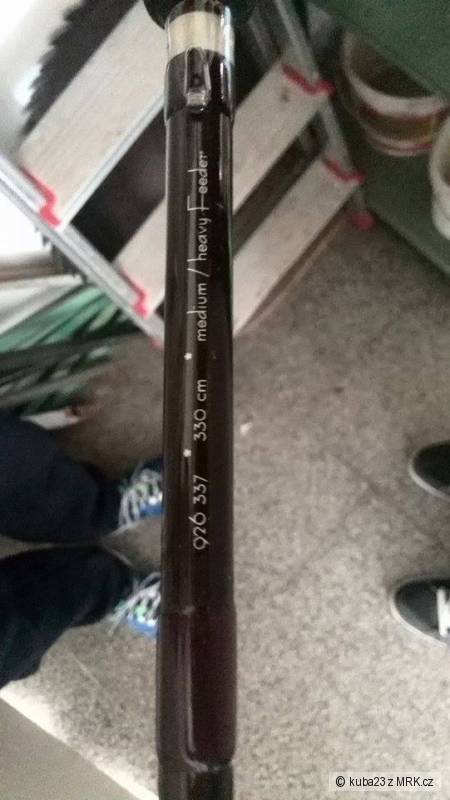 926 337 * 330 cm * medium / heavy Feeder
© kuba23 z MRK.cz